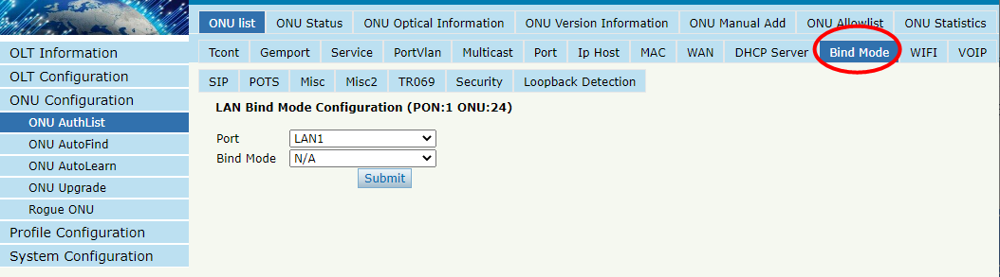 ONU list ONU Status ONU Optical Information ONU Version Information ONU Manual Add ONU Allowlist ONU Statistics
Tcont Gemport Service PortVlan Multicast Port Ip Host MAC WAN DHCP Server Bind Mode WIFI VOIP
SIP POTS Misc Misc2 TR069 Security Loopback Detection
OLT Information
OLT Configuration
ONU Configuration
ONU AuthList
ONU AutoFind
ONU AutoLearn
ONU Upgrade
Rogue ONU
Profile Configuration
System Configuration
LAN Bind Mode Configuration (PON:1 ONU:24)
Port LAN1
Bind Mode N/A
Submit